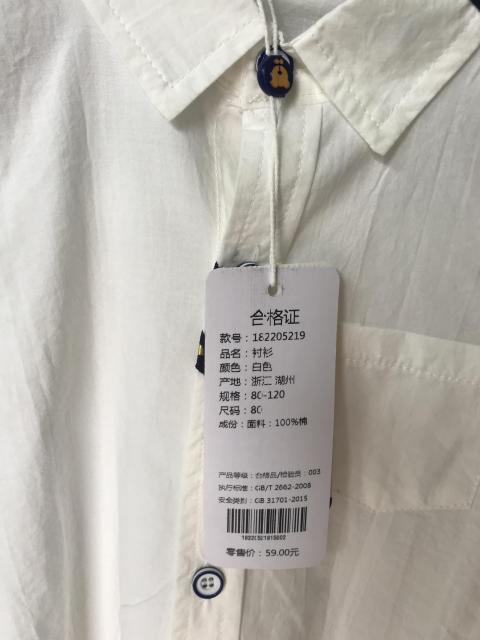 合格证
款号：182205219
品名：衬衫
颜色：白色
产地：浙江 湖州
规格：80-120
尺码：80
成份：面料：100%棉
产品等级：合格品/检验员：003
执行标准：GB/T 2662-2008
安全类别：GB 31701-2015
零售价：59.00元